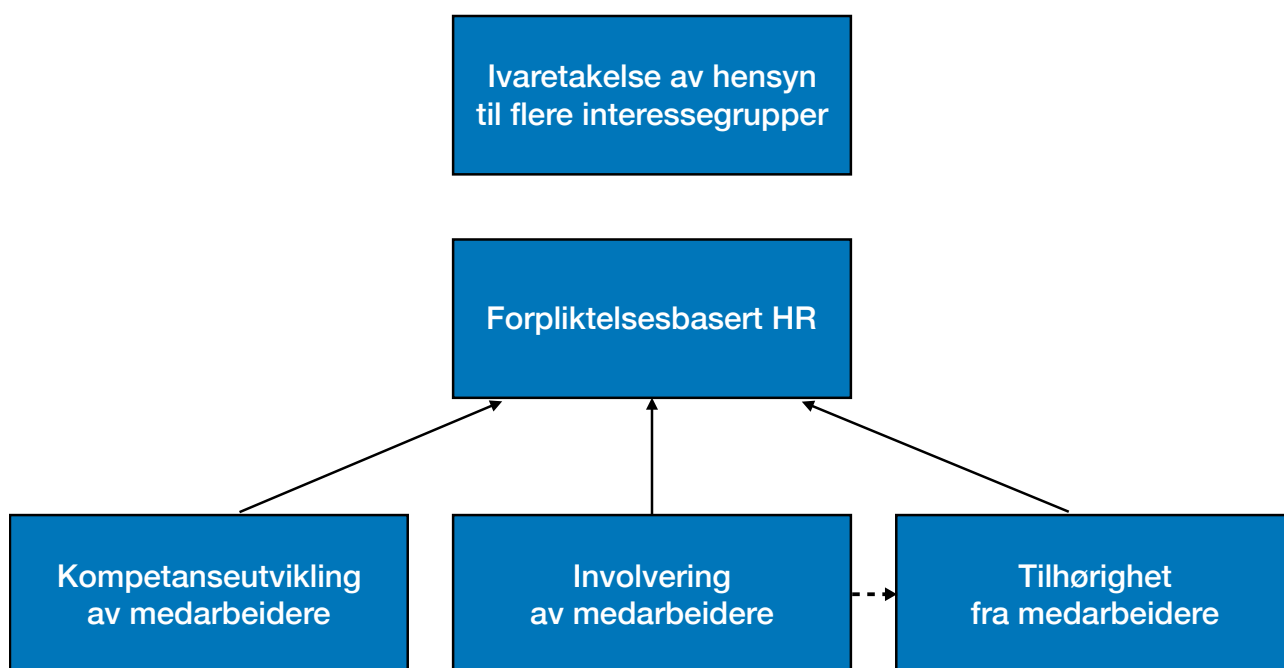 Ivaretakelse av hensyn
til flere interessegrupper
Forpliktelsesbasert HR
Kompetanseutvikling
av medarbeidere
Involvering
av medarbeidere
Tilhørighet
fra medarbeidere